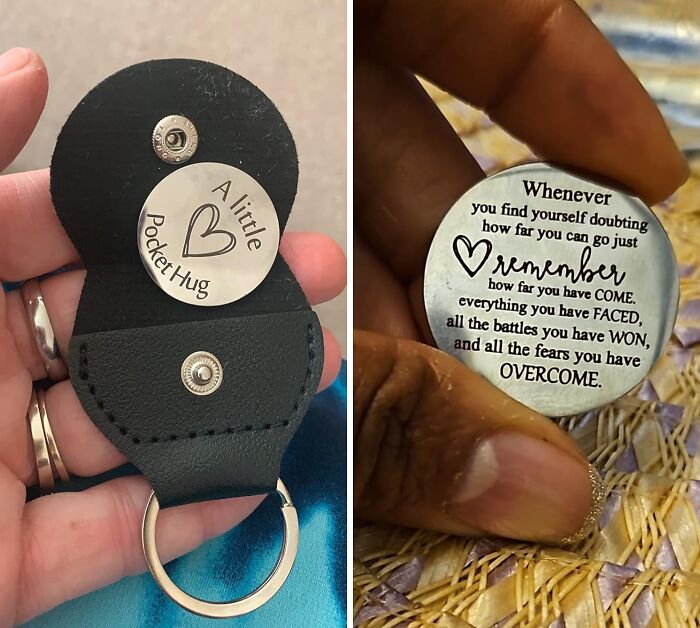 A little
Pocket Hug
Whenever
you find yourself doubting
how far you can go just
remember
how far you have COME.
everything you have FACED,
all the battles you have WON,
and all the fears you have
OVERCOME.